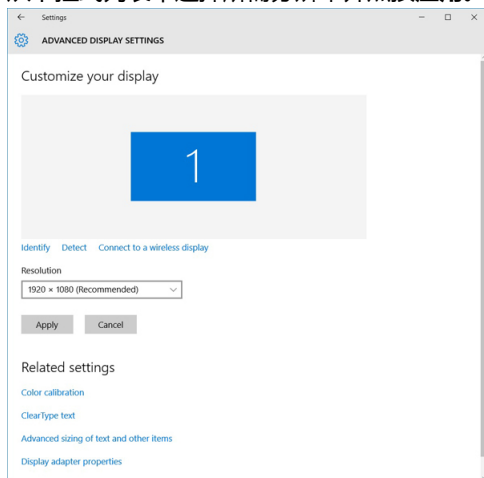 Settings
ADVANCED DISPLAY SETTINGS
Customize your display
1
Identify Detect Connect to a wireless display
Resolution
1920 × 1080 (Recommended)
Apply Cancel
Related settings
Color calibration
ClearType text
Advanced sizing of text and other items
Display adapter properties